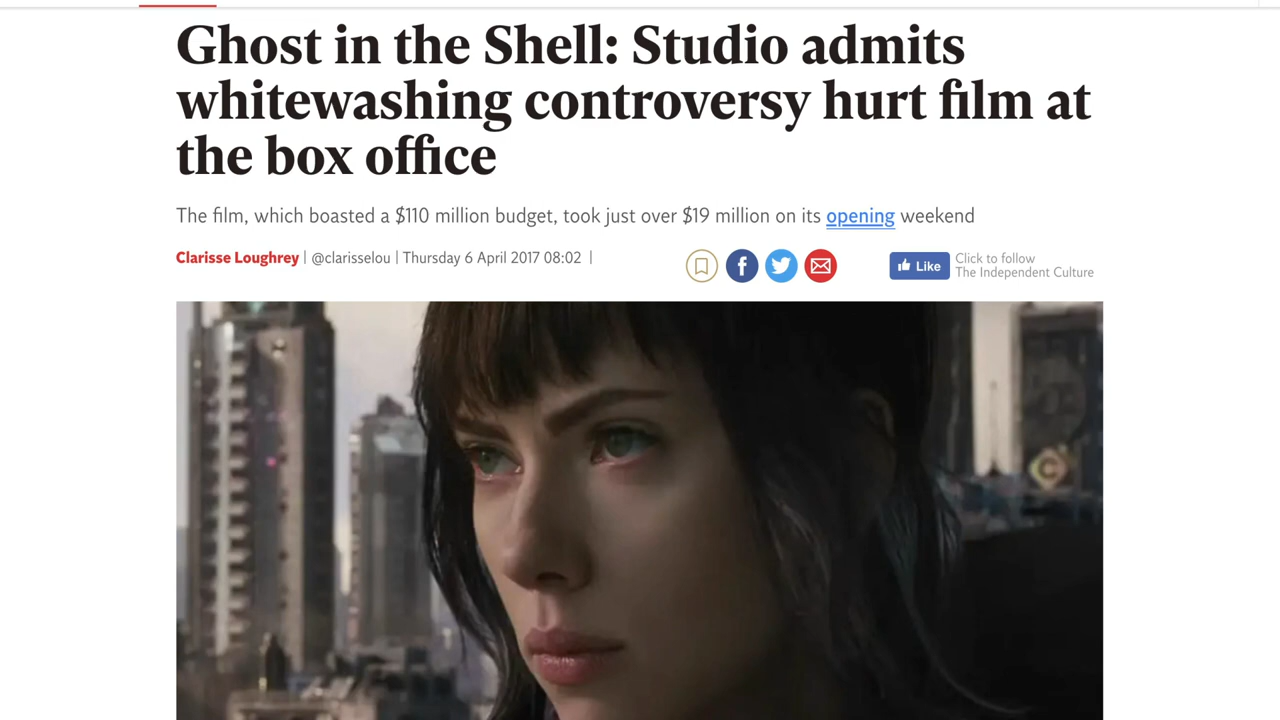 Ghost in the Shell: Studio admits
whitewashing controversy hurt film at
the box office
The film, which boasted a $110 million budget, took just over $19 million on its opening weekend
Clarisse Loughrey | @clarisselou | Thursday 6 April 2017 08:02 |
f
Like
Click to follow
The Independent Culture
C